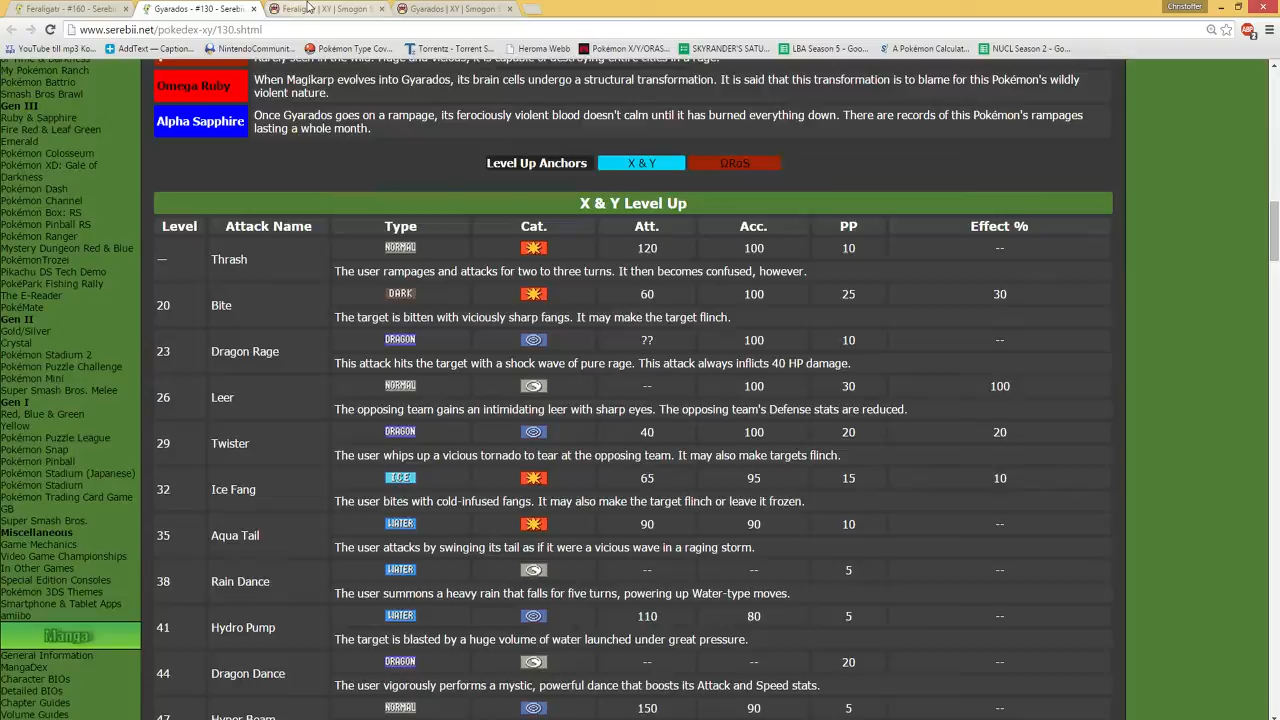 Feraligatr - #160 - Serebii
Gyarados - #130 - Serebii
Feraligatr | XY | Smogon S
Gyarados | XY | Smogon S
Christoffer
www.serebii.net/pokedex-xy/130.shtml
YouTube till mp3 Ko...
AddText — Caption...
NintendoCommuniti...
Pokémon Type Cov...
Torrentz - Torrent S...
Heroma Webb
Pokémon X/Y/ORAS...
SKYRANDER'S SATU...
LBA Season 5 - Goo...
A Pokémon Calculat...
NUCL Season 2 - Go...
My Pokémon Ranch
Pokémon Battrio
Smash Bros Brawl
Gen III
Ruby & Sapphire
Fire Red & Leaf Green
Emerald
Pokémon Colosseum
Pokémon XD: Gale of
Darkness
Pokémon Dash
Pokémon Channel
Pokémon Box: RS
Pokémon Pinball RS
Pokémon Ranger
Mystery Dungeon Red & Blue
PokémonTrozei
Pikachu DS Tech Demo
PokéPark Fishing Rally
The E-Reader
PokéMate
Gen II
Gold/Silver
Crystal
Pokémon Stadium 2
Pokémon Puzzle Challenge
Pokémon Mini
Super Smash Bros. Melee
Gen I
Red, Blue & Green
Yellow
Pokémon Puzzle League
Pokémon Snap
Pokémon Pinball
Pokémon Stadium (Japanese)
Pokémon Stadium
Pokémon Trading Card Game
GB
Super Smash Bros.
Miscellaneous
Game Mechanics
Video Game Championships
In Other Games
Special Edition Consoles
Pokémon 3DS Themes
Smartphone & Tablet Apps
amiibo
Manga
General Information
MangaDex
Character BIOs
Detailed BIOs
Chapter Guides
Volume Guides
Omega Ruby
When Magikarp evolves into Gyarados, its brain cells undergo a structural transformation. It is said that this transformation is to blame for this Pokémon's wildly
violent nature.
Alpha Sapphire
Once Gyarados goes on a rampage, its ferociously violent blood doesn't calm until it has burned everything down. There are records of this Pokémon's rampages
lasting a whole month.
Level Up Anchors X & Y ΩRαS
X & Y Level Up
Level Attack Name Type Cat. Att. Acc. PP Effect %
— Thrash NORMAL 120 100 10 --
The user rampages and attacks for two to three turns. It then becomes confused, however.
20 Bite DARK 60 100 25 30
The target is bitten with viciously sharp fangs. It may make the target flinch.
23 Dragon Rage DRAGON ?? 100 10 --
This attack hits the target with a shock wave of pure rage. This attack always inflicts 40 HP damage.
26 Leer NORMAL -- 100 30 100
The opposing team gains an intimidating leer with sharp eyes. The opposing team's Defense stats are reduced.
29 Twister DRAGON 40 100 20 20
The user whips up a vicious tornado to tear at the opposing team. It may also make targets flinch.
32 Ice Fang ICE 65 95 15 10
The user bites with cold-infused fangs. It may also make the target flinch or leave it frozen.
35 Aqua Tail WATER 90 90 10 --
The user attacks by swinging its tail as if it were a vicious wave in a raging storm.
38 Rain Dance WATER -- -- 5 --
The user summons a heavy rain that falls for five turns, powering up Water-type moves.
41 Hydro Pump WATER 110 80 5 --
The target is blasted by a huge volume of water launched under great pressure.
44 Dragon Dance DRAGON -- -- 20 --
The user vigorously performs a mystic, powerful dance that boosts its Attack and Speed stats.
47 Hyper Beam NORMAL 150 90 5 --